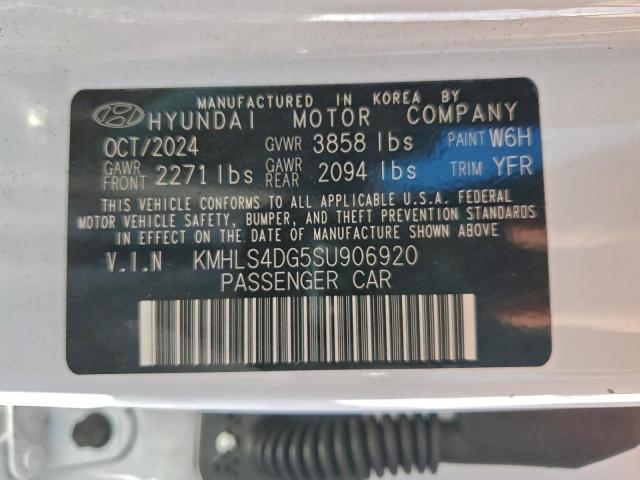 MANUFACTURED IN KOREA BY
HYUNDAI MOTOR COMPANY
OCT/2024 GVWR 3858 lbs PAINT W6H
GAWR FRONT 2271 lbs GAWR REAR 2094 lbs TRIM YFR
THIS VEHICLE CONFORMS TO ALL APPLICABLE U.S.A. FEDERAL
MOTOR VEHICLE SAFETY, BUMPER, AND THEFT PREVENTION STANDARDS
IN EFFECT ON THE DATE OF MANUFACTURE SHOWN ABOVE
V.I.N KMHLS4DG5SU906920
PASSENGER CAR